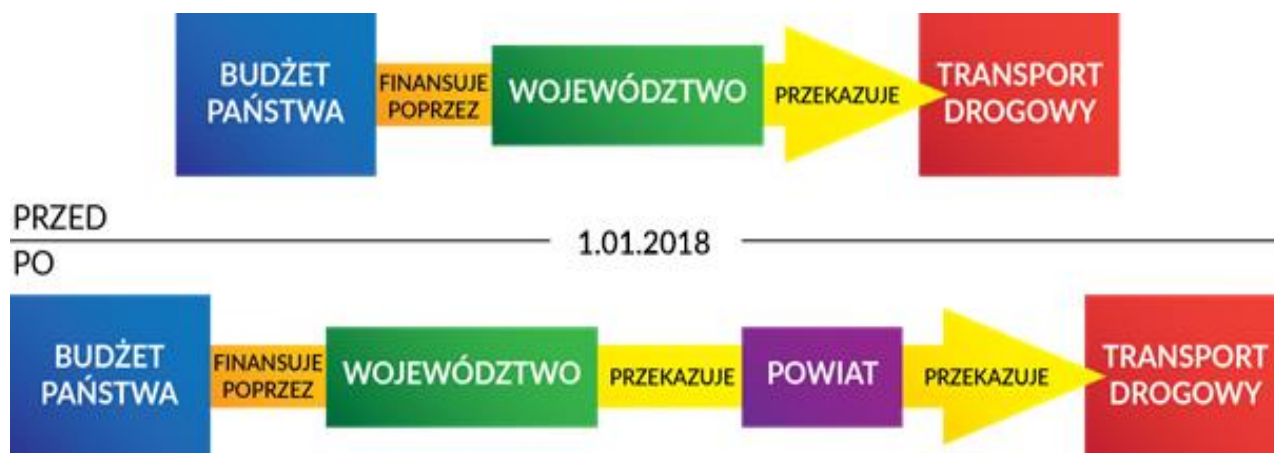 BUDŻET
PAŃSTWA
FINANSUJE
POPRZEZ
WOJEWÓDZTWO
PRZEKAZUJE
TRANSPORT
DROGOWY
PRZED
1.01.2018
PO
BUDŻET
PAŃSTWA
FINANSUJE
POPRZEZ
WOJEWÓDZTWO
PRZEKAZUJE
POWIAT
PRZEKAZUJE
TRANSPORT
DROGOWY